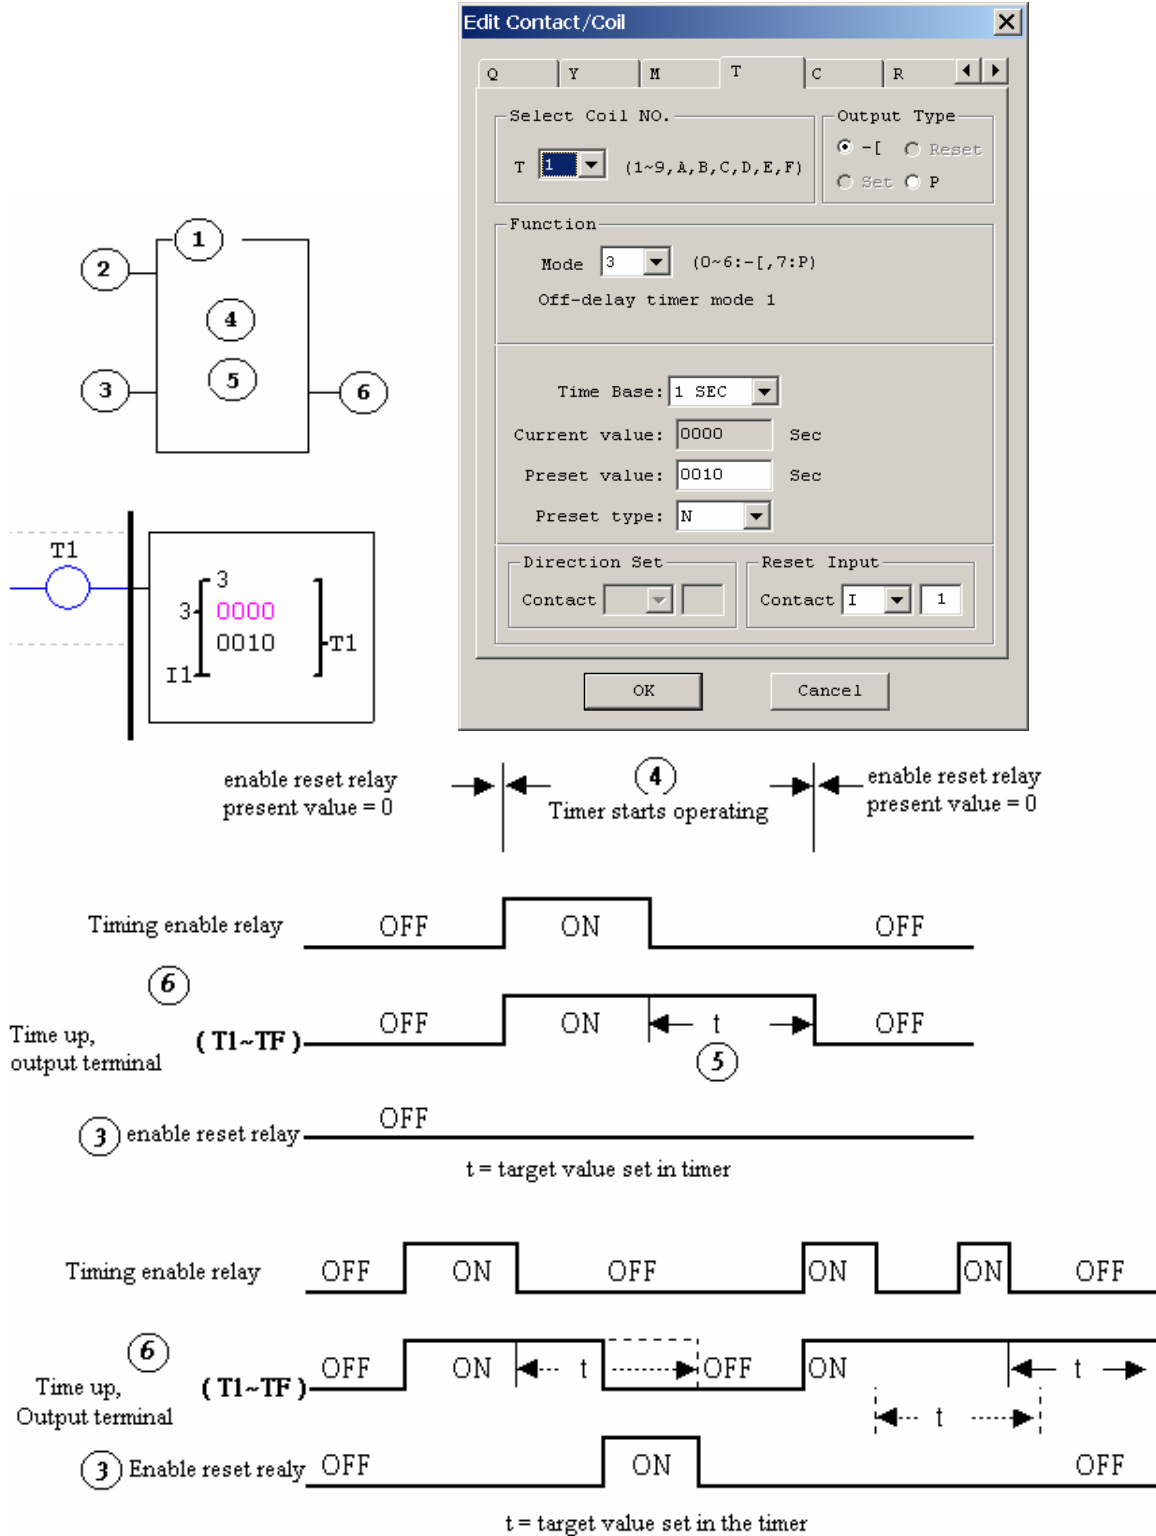 Edit Contact/Coil
Q Y M T C R
Select Coil NO.
T 1 (1~9,A,B,C,D,E,F)
Output Type
-[ Reset
Set P
Function
Mode 3 (0~6:-[,7:P)
Off-delay timer mode 1
Time Base: 1 SEC
Current value: 0000 Sec
Preset value: 0010 Sec
Preset type: N
Direction Set
Contact
Reset Input
Contact I 1
OK Cancel
1
2
4
3
5
6
T1
3
3 0000
0010
T1
I1
enable reset relay
present value = 0
4
Timer starts operating
enable reset relay
present value = 0
Timing enable relay OFF ON OFF
6
Time up,
output terminal
( T1~TF ) OFF ON t OFF
5
3 enable reset relay OFF
t = target value set in timer
Timing enable relay OFF ON OFF ON ON OFF
6
Time up,
Output terminal
( T1~TF ) OFF ON t OFF ON t
t
3 Enable reset realy OFF ON OFF
t = target value set in the timer